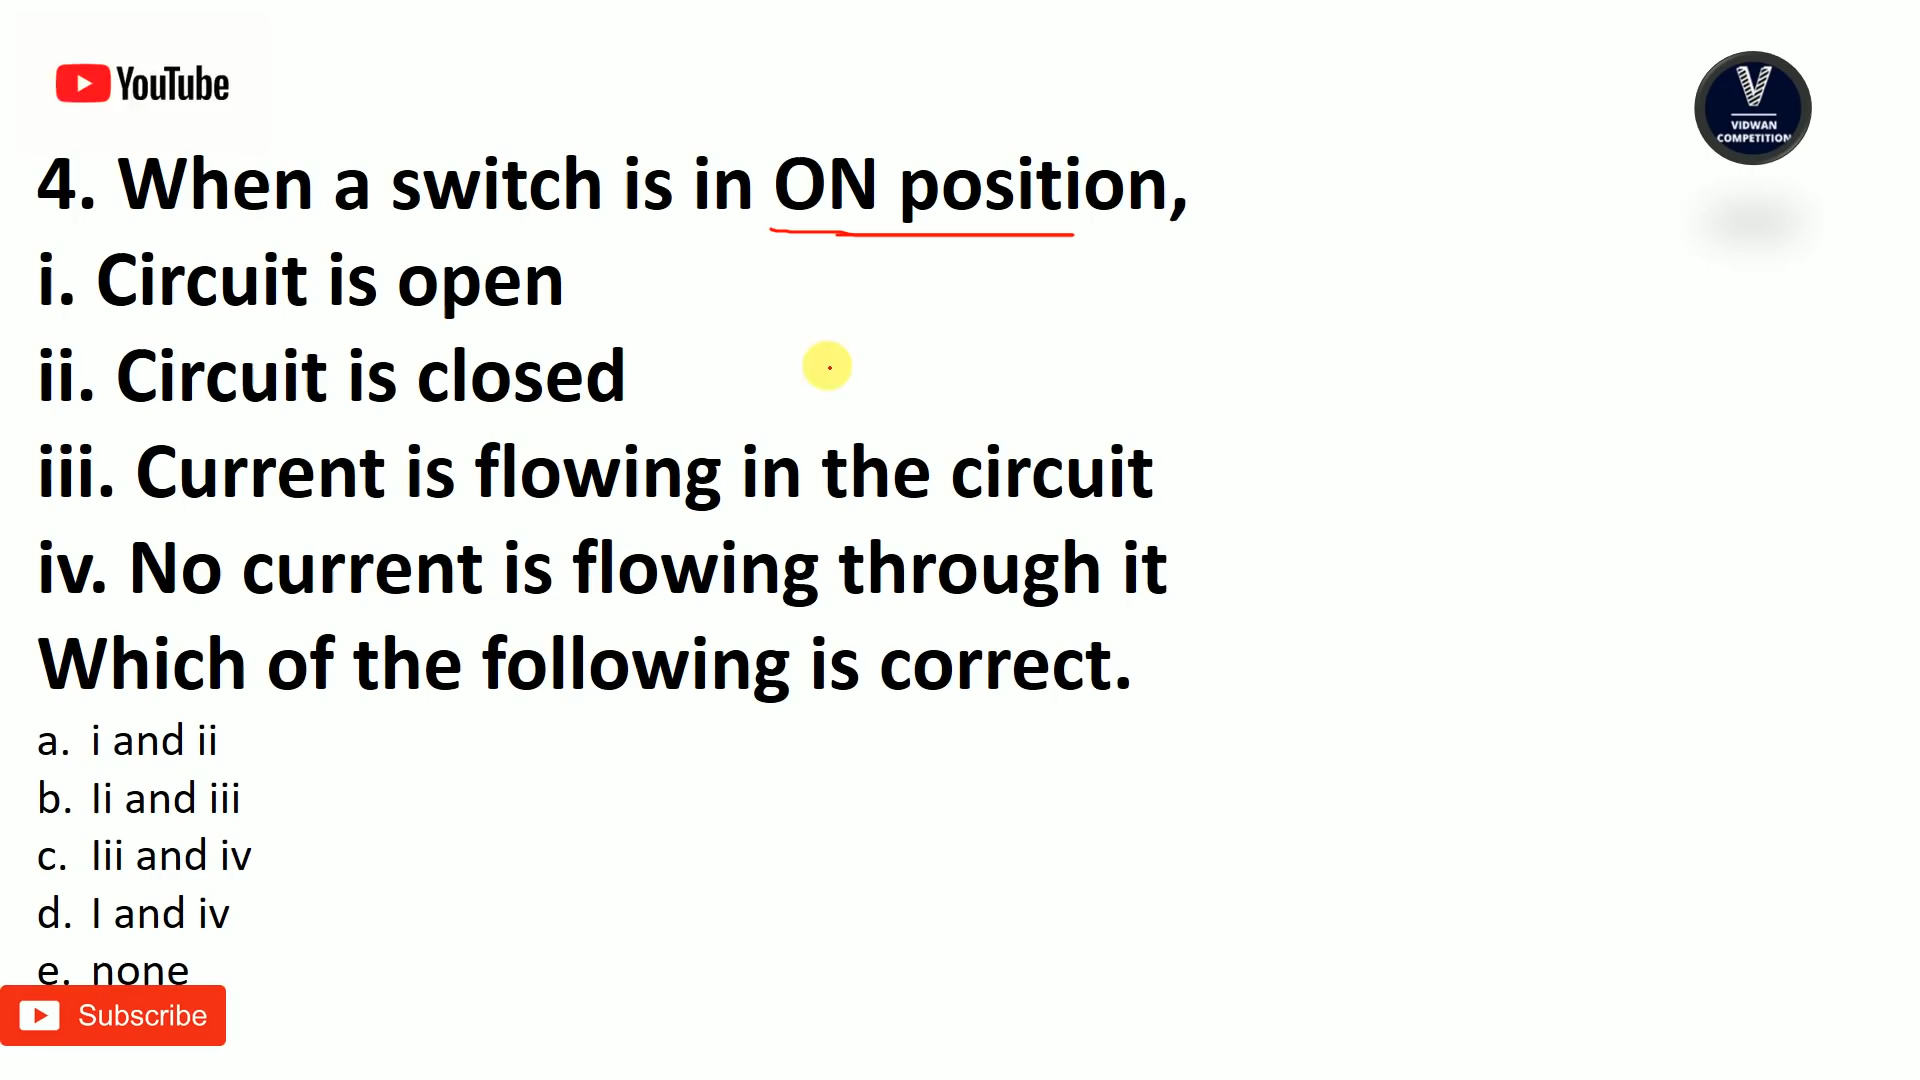 YouTube
V
VIDWAN
COMPETITION
4. When a switch is in ON position,
i. Circuit is open
ii. Circuit is closed
iii. Current is flowing in the circuit
iv. No current is flowing through it
Which of the following is correct.
a. i and ii
b. Ii and iii
c. Iii and iv
d. I and iv
e. none
Subscribe